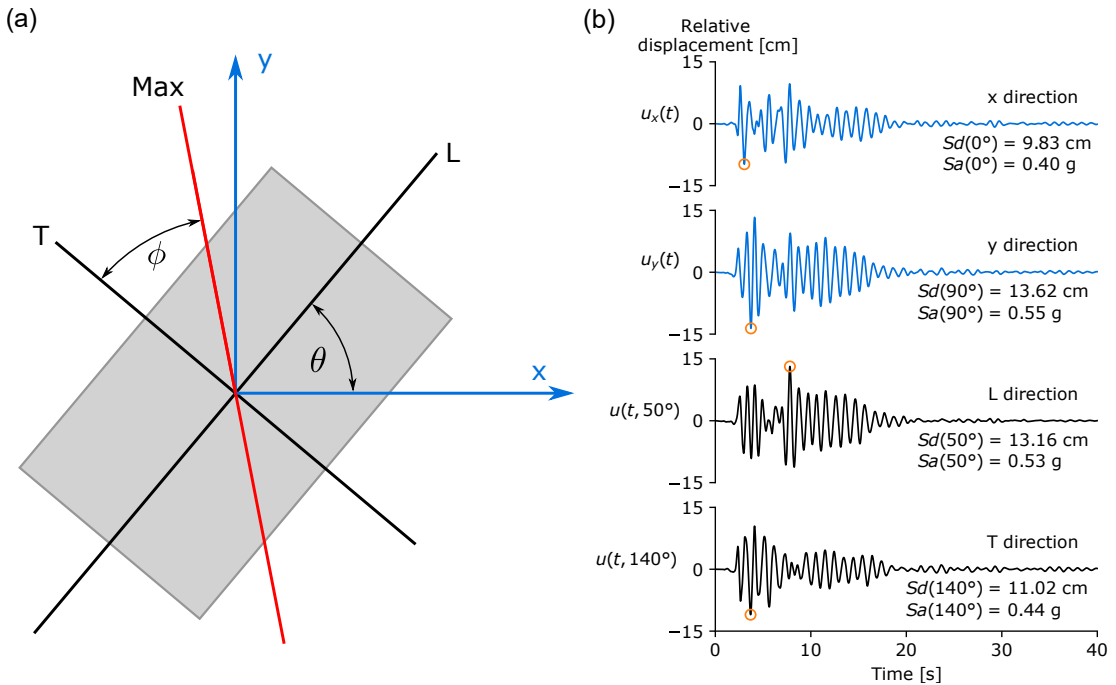 (a)
y
Max
L
T
ϕ
θ
x
(b)
Relative
displacement [cm]
15
u_x(t)
0
−15
x direction
Sd(0°) = 9.83 cm
Sa(0°) = 0.40 g
15
u_y(t)
0
−15
y direction
Sd(90°) = 13.62 cm
Sa(90°) = 0.55 g
15
u(t, 50°)
0
−15
L direction
Sd(50°) = 13.16 cm
Sa(50°) = 0.53 g
15
u(t, 140°)
0
−15
T direction
Sd(140°) = 11.02 cm
Sa(140°) = 0.44 g
0 10 20 30 40
Time [s]